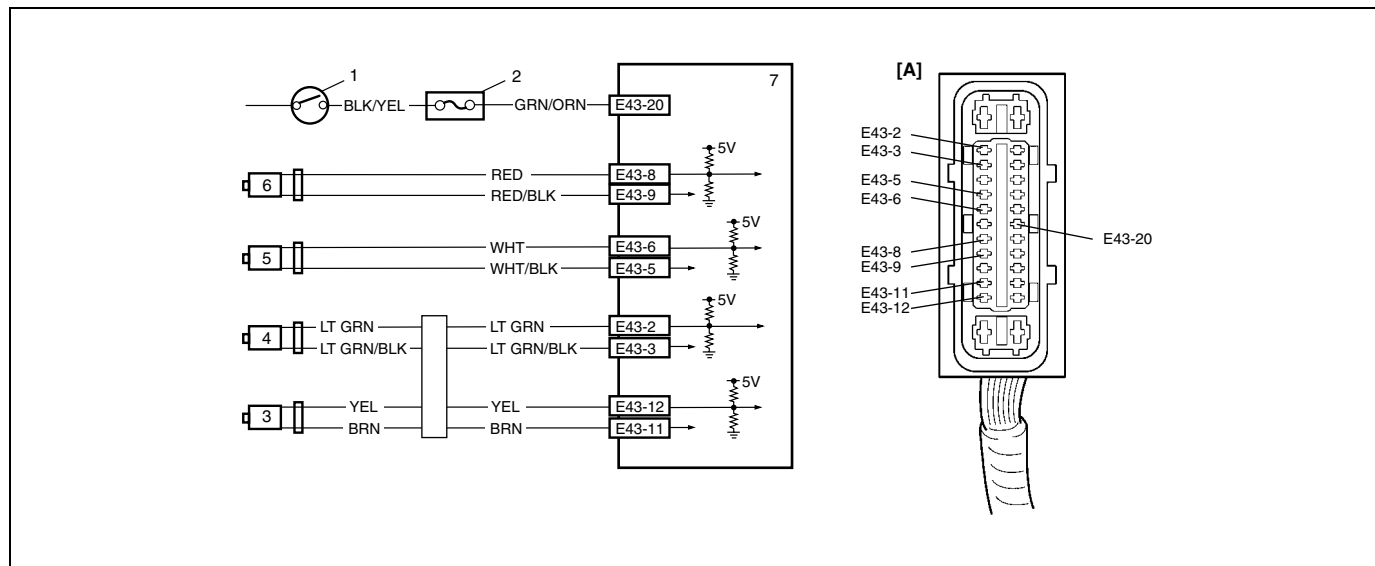 1 2 7 [A]
BLK/YEL GRN/ORN E43-20
5V
6 RED E43-8
RED/BLK E43-9
5V
5 WHT E43-6
WHT/BLK E43-5
5V
4 LT GRN LT GRN E43-2
LT GRN/BLK LT GRN/BLK E43-3
5V
3 YEL YEL E43-12
BRN BRN E43-11
E43-2
E43-3
E43-5
E43-6
E43-20
E43-8
E43-9
E43-11
E43-12